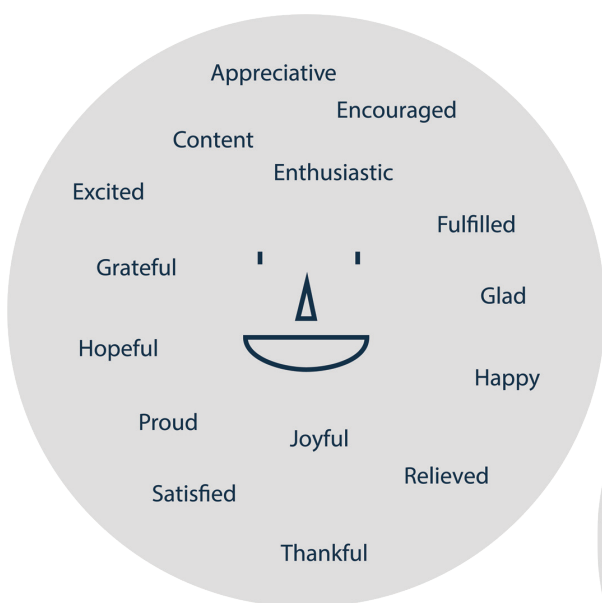 Appreciative
Encouraged
Content
Enthusiastic
Excited
Fulfilled
Grateful
Glad
Hopeful
Happy
Proud
Joyful
Relieved
Satisfied
Thankful